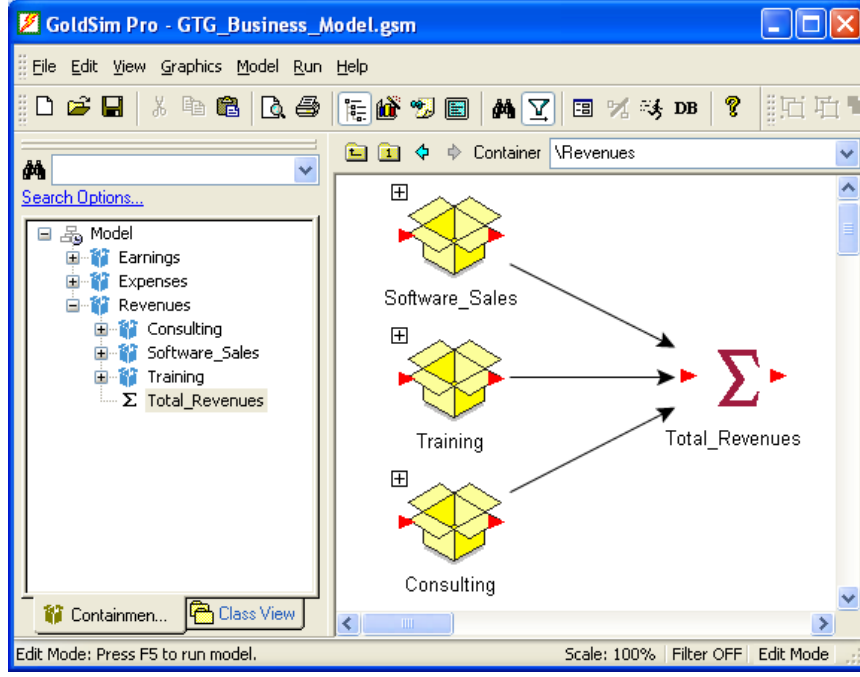 GoldSim Pro - GTG_Business_Model.gsm
File Edit View Graphics Model Run Help
DB
Container \Revenues
Search Options...
Model
Earnings
Expenses
Revenues
Consulting
Software_Sales
Training
Σ Total_Revenues
Software_Sales
Training
Σ
Total_Revenues
Consulting
Containmen... Class View
Edit Mode: Press F5 to run model. Scale: 100% Filter OFF Edit Mode